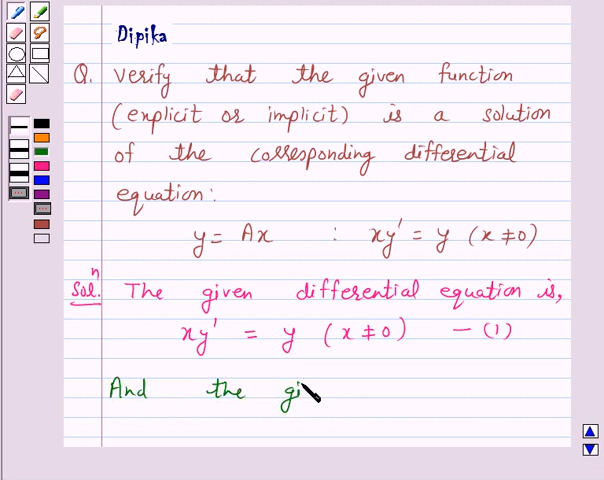 Dipika
Q. Verify that the given function
(explicit or implicit) is a solution
of the corresponding differential
equation:
y = Ax : xy' = y (x ≠ 0)
Solⁿ. The given differential equation is,
xy' = y (x ≠ 0) — (1)
And the gi